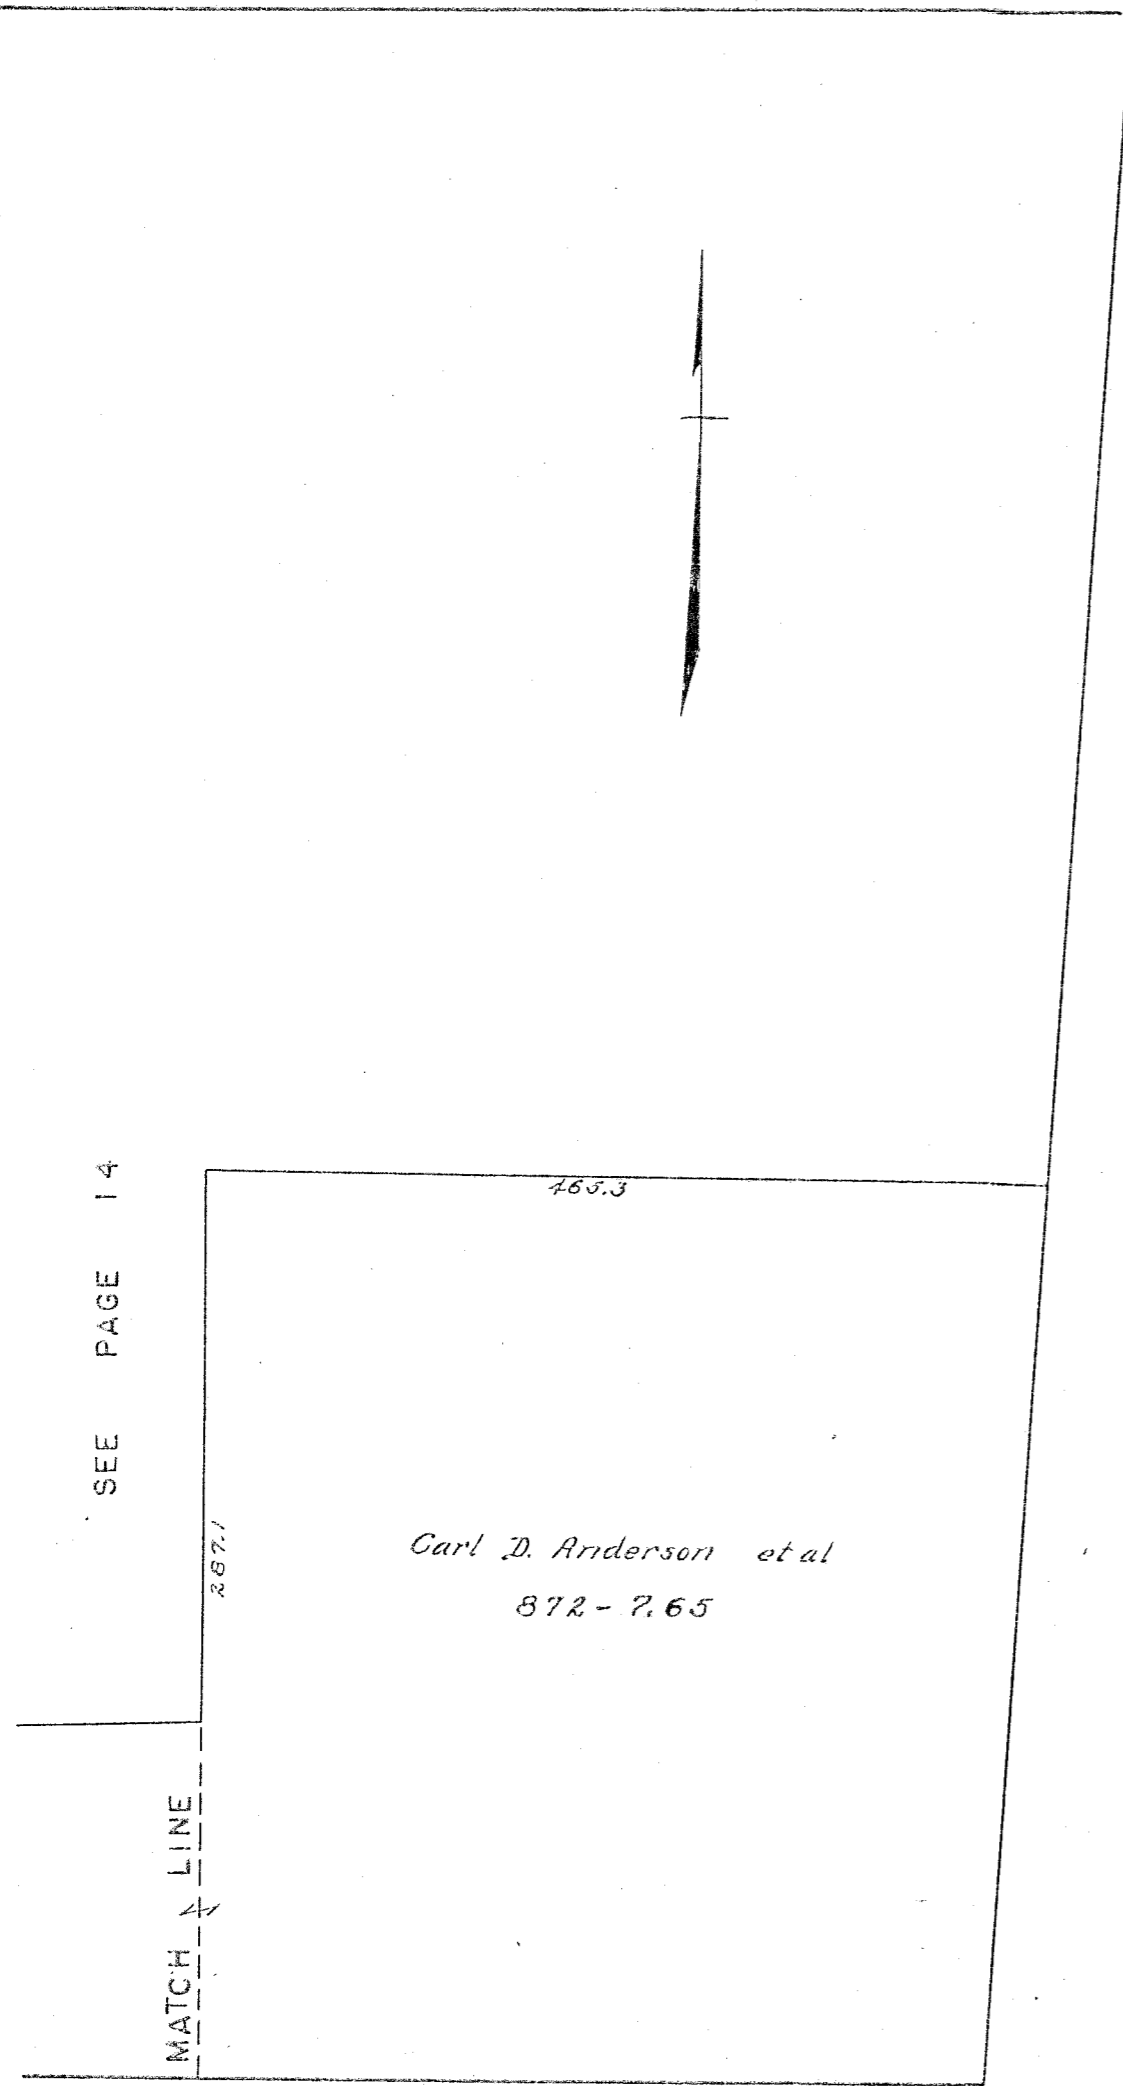 465.3
SEE PAGE 14
287.1
Carl D. Anderson et al
872 - 7.65
MATCH LINE